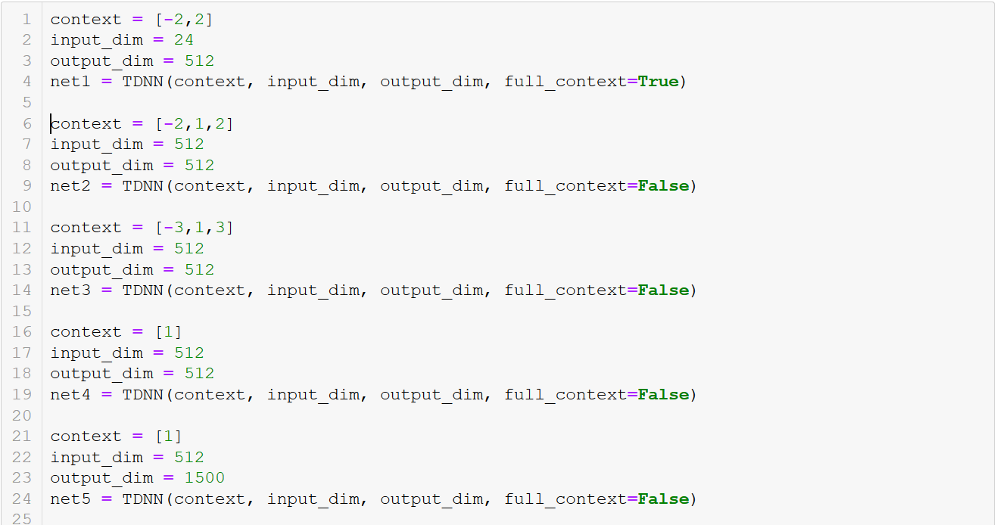 1 context = [-2,2]
2 input_dim = 24
3 output_dim = 512
4 net1 = TDNN(context, input_dim, output_dim, full_context=True)
5
6 context = [-2,1,2]
7 input_dim = 512
8 output_dim = 512
9 net2 = TDNN(context, input_dim, output_dim, full_context=False)
10
11 context = [-3,1,3]
12 input_dim = 512
13 output_dim = 512
14 net3 = TDNN(context, input_dim, output_dim, full_context=False)
15
16 context = [1]
17 input_dim = 512
18 output_dim = 512
19 net4 = TDNN(context, input_dim, output_dim, full_context=False)
20
21 context = [1]
22 input_dim = 512
23 output_dim = 1500
24 net5 = TDNN(context, input_dim, output_dim, full_context=False)
25